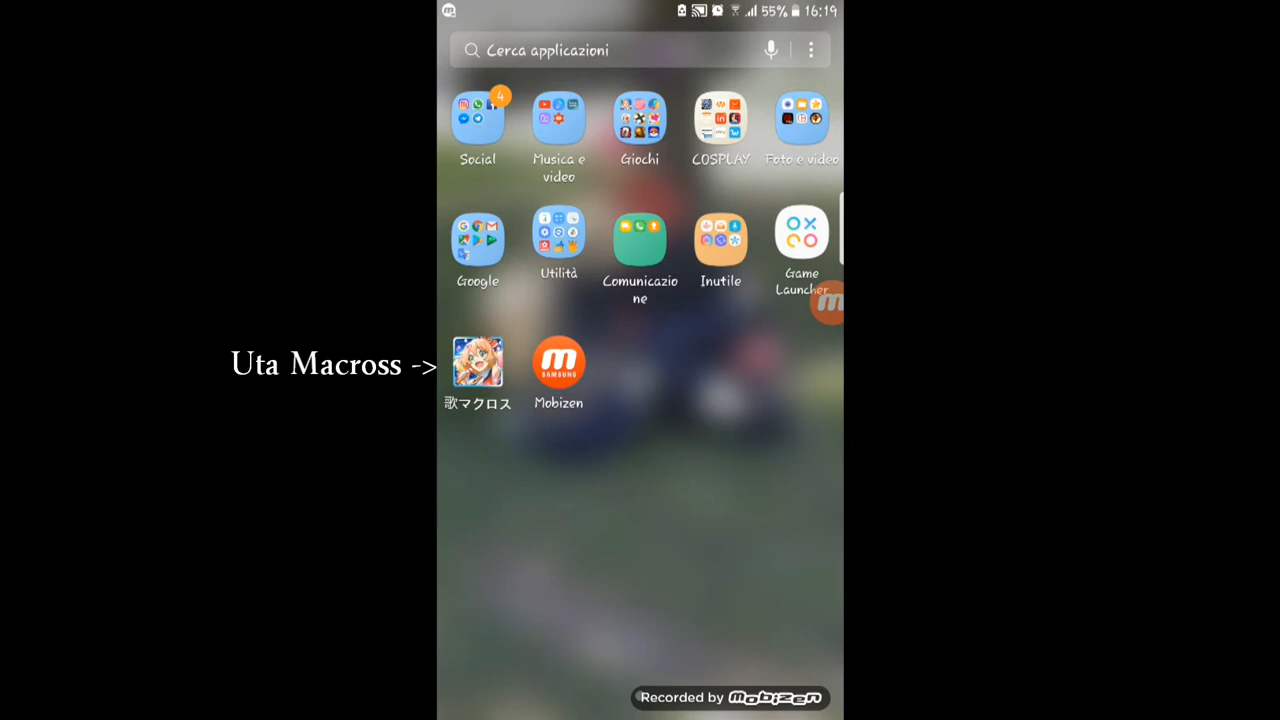 55% 16:19
Cerca applicazioni
4
Social
Musica e
video
Giochi
COSPLAY
Foto e video
Google
Utilità
Comunicazio
ne
Inutile
Game
Launcher
Uta Macross ->
歌マクロス
SAMSUNG
Mobizen
Recorded by mobizen